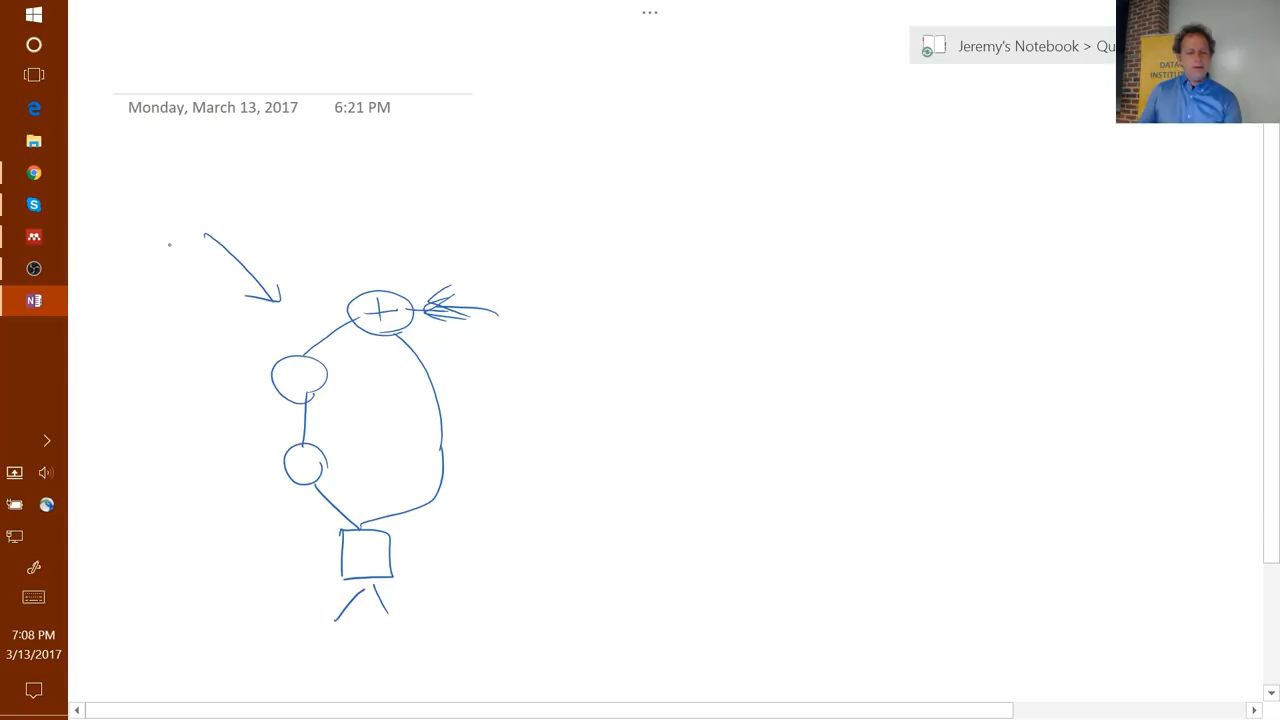 Jeremy's Notebook > Qu
DATA
INSTITUTE
Monday, March 13, 2017 6:21 PM
+
N
7:08 PM
3/13/2017